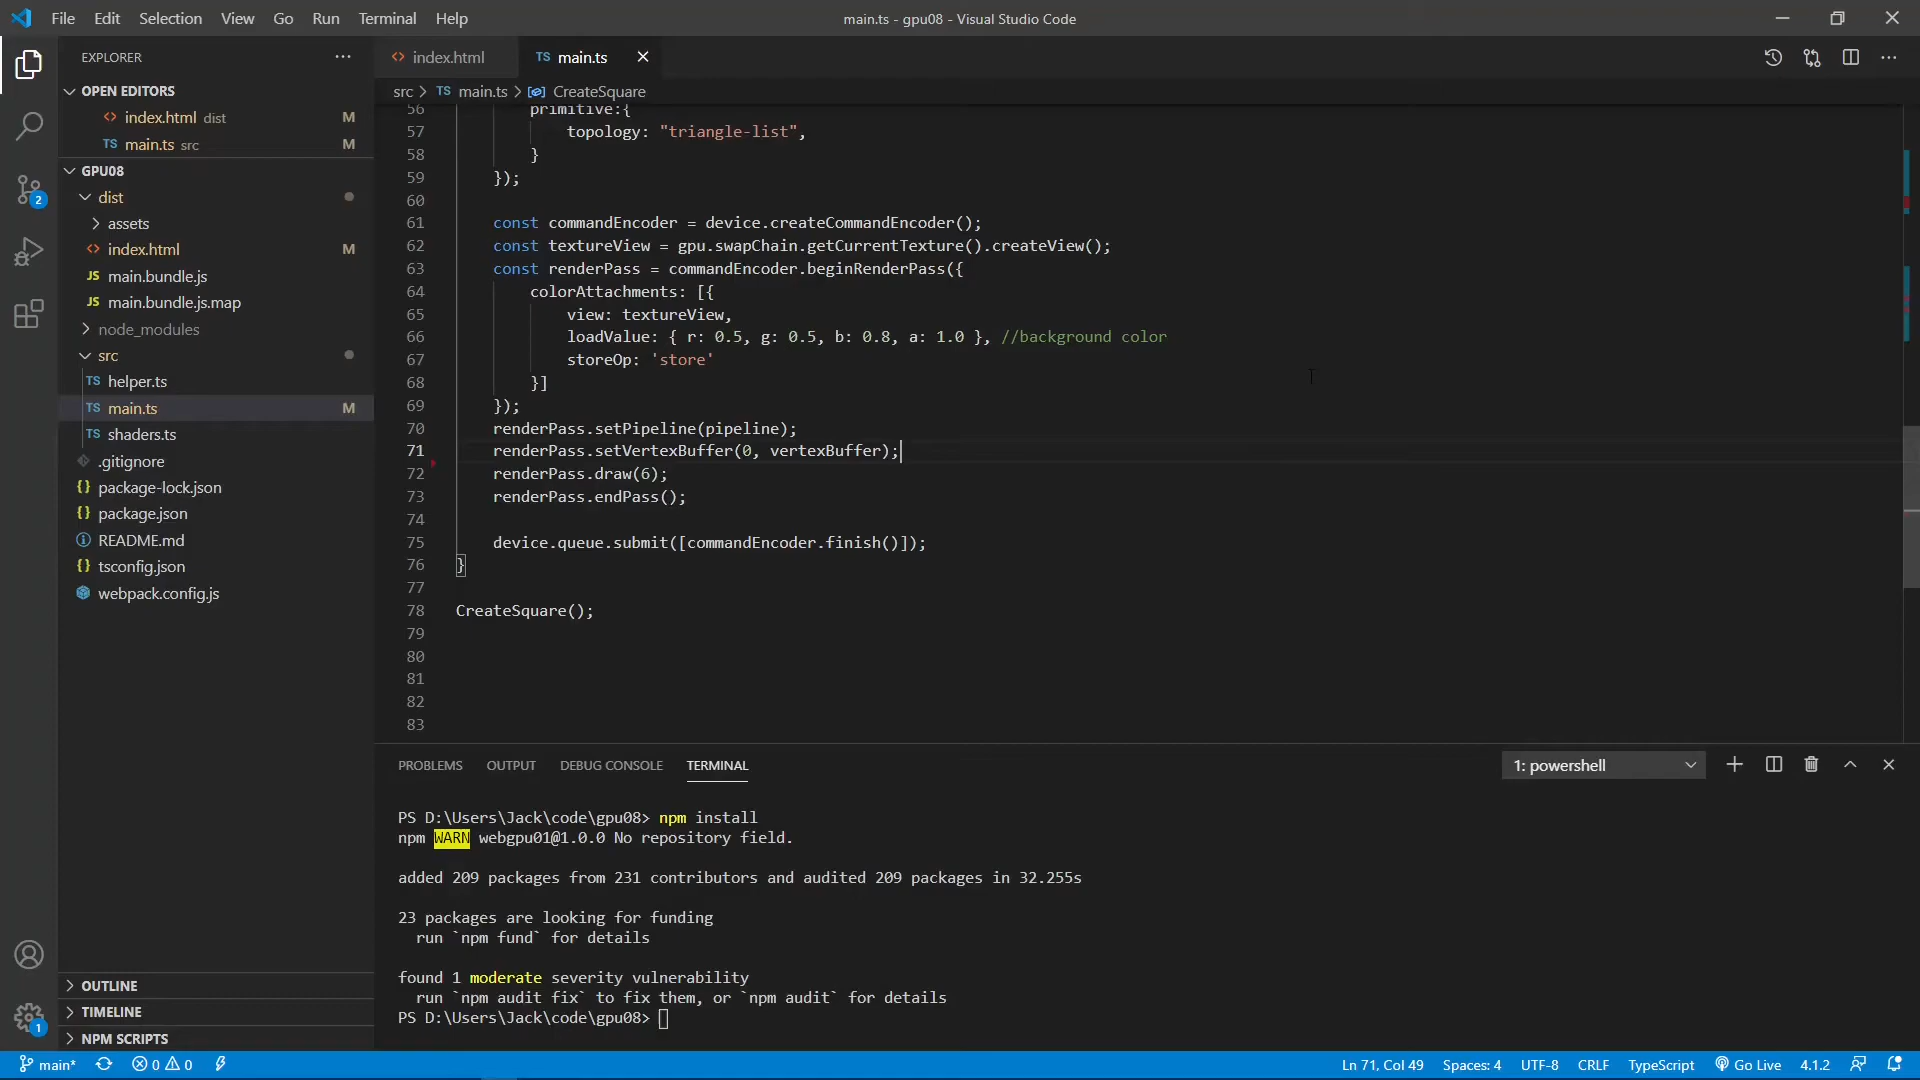 File Edit Selection View Go Run Terminal Help
main.ts - gpu08 - Visual Studio Code
EXPLORER
OPEN EDITORS
index.html dist M
TS main.ts src M
GPU08
dist
assets
index.html M
JS main.bundle.js
JS main.bundle.js.map
node_modules
src
TS helper.ts
TS main.ts M
TS shaders.ts
.gitignore
{} package-lock.json
{} package.json
README.md
{} tsconfig.json
webpack.config.js
OUTLINE
TIMELINE
NPM SCRIPTS
2
1
index.html
TS main.ts
src > TS main.ts > CreateSquare
56 primitive:{
57 topology: "triangle-list",
58 }
59 });
60
61 const commandEncoder = device.createCommandEncoder();
62 const textureView = gpu.swapChain.getCurrentTexture().createView();
63 const renderPass = commandEncoder.beginRenderPass({
64 colorAttachments: [{
65 view: textureView,
66 loadValue: { r: 0.5, g: 0.5, b: 0.8, a: 1.0 }, //background color
67 storeOp: 'store'
68 }]
69 });
70 renderPass.setPipeline(pipeline);
71 renderPass.setVertexBuffer(0, vertexBuffer);
72 renderPass.draw(6);
73 renderPass.endPass();
74
75 device.queue.submit([commandEncoder.finish()]);
76 }
77
78 CreateSquare();
79
80
81
82
83
PROBLEMS OUTPUT DEBUG CONSOLE TERMINAL
1: powershell
PS D:\Users\Jack\code\gpu08> npm install
npm WARN webgpu01@1.0.0 No repository field.
added 209 packages from 231 contributors and audited 209 packages in 32.255s
23 packages are looking for funding
run `npm fund` for details
found 1 moderate severity vulnerability
run `npm audit fix` to fix them, or `npm audit` for details
PS D:\Users\Jack\code\gpu08>
main* 0 0
Ln 71, Col 49 Spaces: 4 UTF-8 CRLF TypeScript Go Live 4.1.2